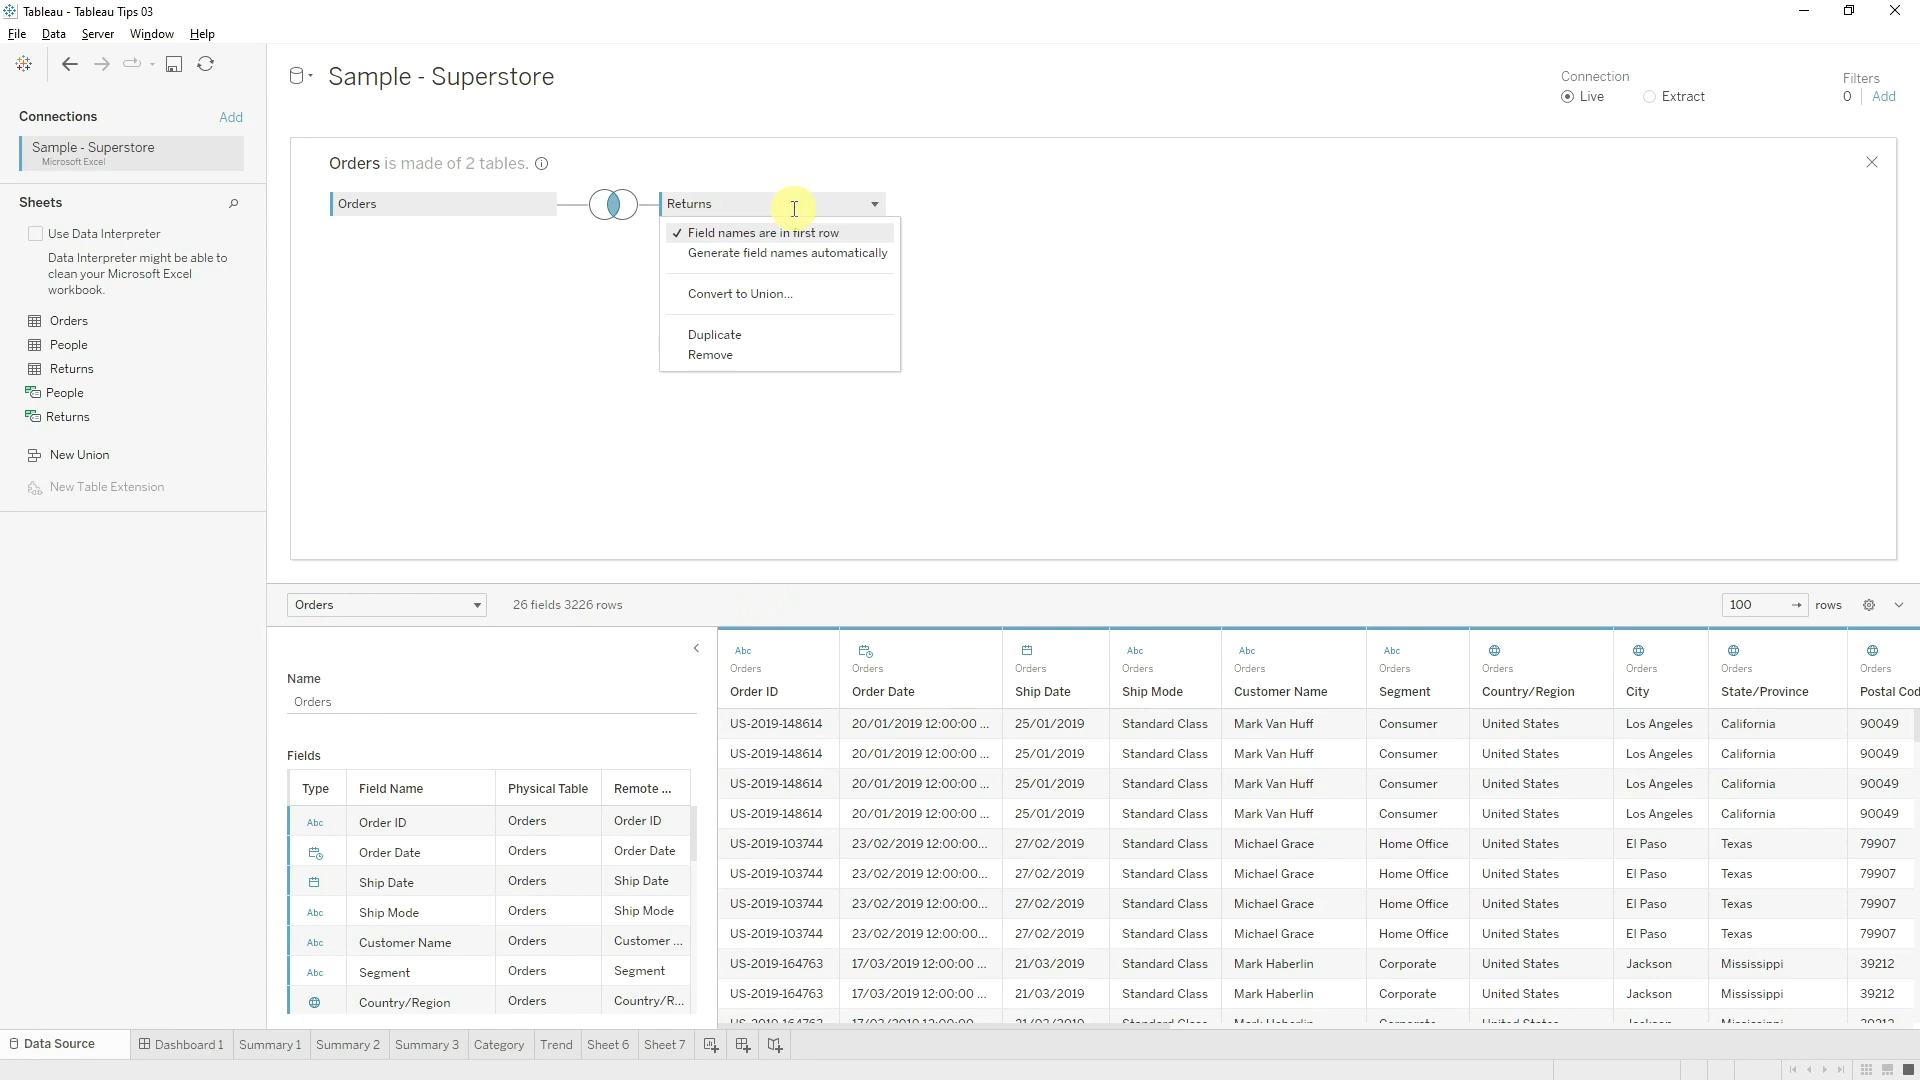 Tableau - Tableau Tips 03
File Data Server Window Help
Connections Add
Sample - Superstore
Microsoft Excel
Sheets
Use Data Interpreter
Data Interpreter might be able to
clean your Microsoft Excel
workbook.
Orders
People
Returns
People
Returns
New Union
New Table Extension
Sample - Superstore
Connection
Live Extract
Filters
0 Add
Orders is made of 2 tables.
Orders
Returns
Field names are in first row
Generate field names automatically
Convert to Union...
Duplicate
Remove
Orders 26 fields 3226 rows 100 rows
Name
Orders
Fields
Type Field Name Physical Table Remote ...
Abc Order ID Orders Order ID
Order Date Orders Order Date
Ship Date Orders Ship Date
Abc Ship Mode Orders Ship Mode
Abc Customer Name Orders Customer ...
Abc Segment Orders Segment
Country/Region Orders Country/R...
Abc Abc Abc Abc
Orders Orders Orders Orders Orders Orders Orders Orders Orders Orders
Order ID Order Date Ship Date Ship Mode Customer Name Segment Country/Region City State/Province Postal Cod
US-2019-148614 20/01/2019 12:00:00 ... 25/01/2019 Standard Class Mark Van Huff Consumer United States Los Angeles California 90049
US-2019-148614 20/01/2019 12:00:00 ... 25/01/2019 Standard Class Mark Van Huff Consumer United States Los Angeles California 90049
US-2019-148614 20/01/2019 12:00:00 ... 25/01/2019 Standard Class Mark Van Huff Consumer United States Los Angeles California 90049
US-2019-148614 20/01/2019 12:00:00 ... 25/01/2019 Standard Class Mark Van Huff Consumer United States Los Angeles California 90049
US-2019-103744 23/02/2019 12:00:00... 27/02/2019 Standard Class Michael Grace Home Office United States El Paso Texas 79907
US-2019-103744 23/02/2019 12:00:00... 27/02/2019 Standard Class Michael Grace Home Office United States El Paso Texas 79907
US-2019-103744 23/02/2019 12:00:00... 27/02/2019 Standard Class Michael Grace Home Office United States El Paso Texas 79907
US-2019-103744 23/02/2019 12:00:00... 27/02/2019 Standard Class Michael Grace Home Office United States El Paso Texas 79907
US-2019-164763 17/03/2019 12:00:00 ... 21/03/2019 Standard Class Mark Haberlin Corporate United States Jackson Mississippi 39212
US-2019-164763 17/03/2019 12:00:00 ... 21/03/2019 Standard Class Mark Haberlin Corporate United States Jackson Mississippi 39212
Data Source Dashboard 1 Summary 1 Summary 2 Summary 3 Category Trend Sheet 6 Sheet 7